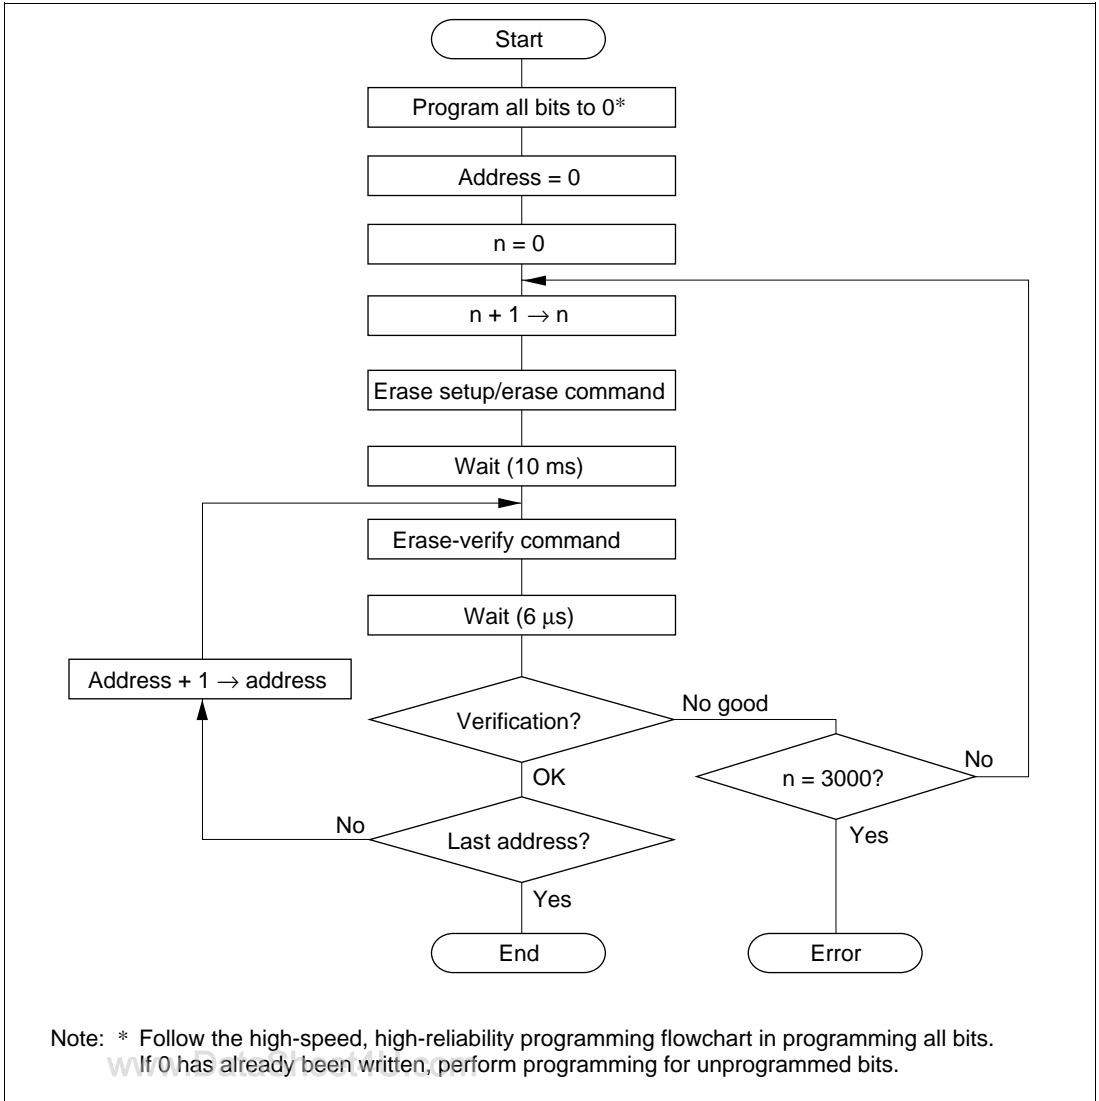 Start
Program all bits to 0*
Address = 0
n = 0
n + 1 → n
Erase setup/erase command
Wait (10 ms)
Erase-verify command
Wait (6 µs)
Address + 1 → address
Verification?
No good
OK
n = 3000?
No
Yes
Last address?
No
Yes
End
Error
Note: * Follow the high-speed, high-reliability programming flowchart in programming all bits.
If 0 has already been written, perform programming for unprogrammed bits.
www.DataSheet4U.com